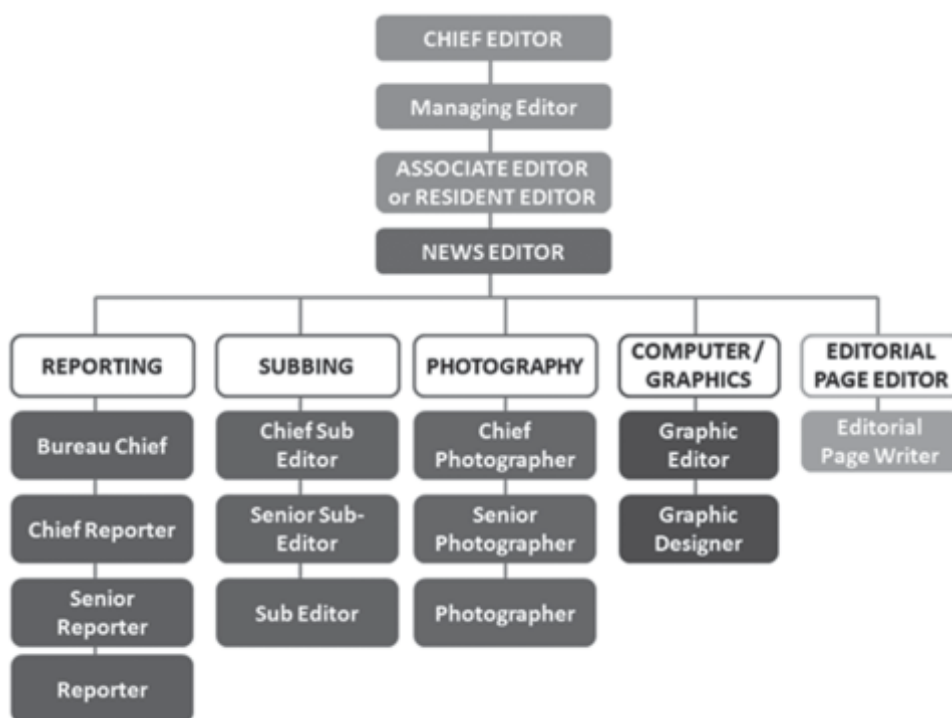 CHIEF EDITOR
Managing Editor
ASSOCIATE EDITOR
or RESIDENT EDITOR
NEWS EDITOR
REPORTING
Bureau Chief
Chief Reporter
Senior
Reporter
Reporter
SUBBING
Chief Sub
Editor
Senior Sub-
Editor
Sub Editor
PHOTOGRAPHY
Chief
Photographer
Senior
Photographer
Photographer
COMPUTER /
GRAPHICS
Graphic
Editor
Graphic
Designer
EDITORIAL
PAGE EDITOR
Editorial
Page Writer